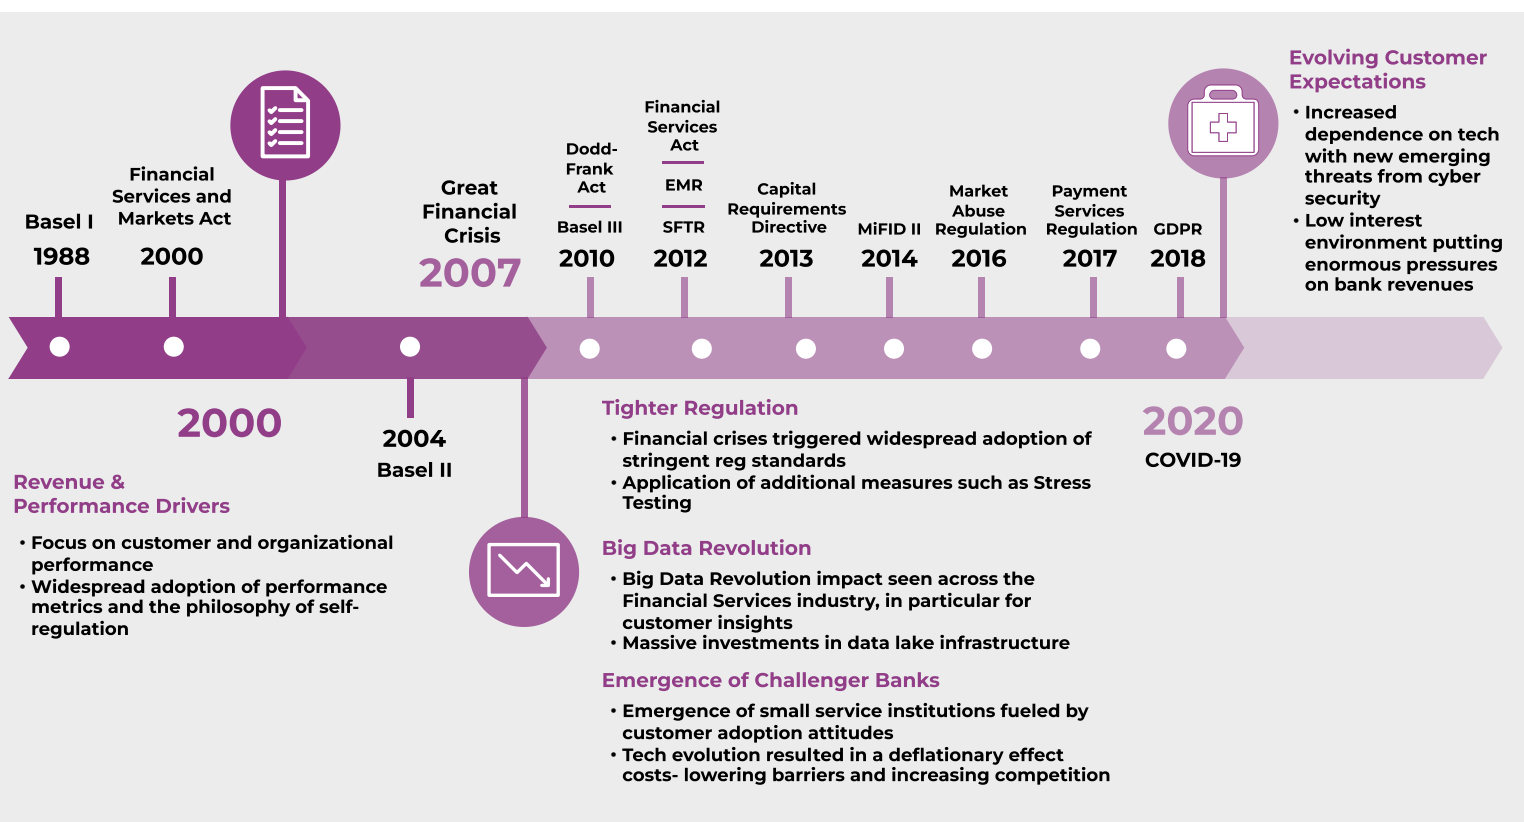 Basel I
1988
Financial
Services and
Markets Act
2000
Great
Financial
Crisis
2007
Dodd-
Frank
Act
Basel III
2010
Financial
Services
Act
EMR
SFTR
2012
Capital
Requirements
Directive
2013
MiFID II
2014
Market
Abuse
Regulation
2016
Payment
Services
Regulation
2017
GDPR
2018
Evolving Customer
Expectations
• Increased
dependence on tech
with new emerging
threats from cyber
security
• Low interest
environment putting
enormous pressures
on bank revenues
2000
Revenue &
Performance Drivers
• Focus on customer and organizational
performance
• Widespread adoption of performance
metrics and the philosophy of self-
regulation
2004
Basel II
Tighter Regulation
• Financial crises triggered widespread adoption of
stringent reg standards
• Application of additional measures such as Stress
Testing
Big Data Revolution
• Big Data Revolution impact seen across the
Financial Services industry, in particular for
customer insights
• Massive investments in data lake infrastructure
Emergence of Challenger Banks
• Emergence of small service institutions fueled by
customer adoption attitudes
• Tech evolution resulted in a deflationary effect
costs- lowering barriers and increasing competition
2020
COVID-19